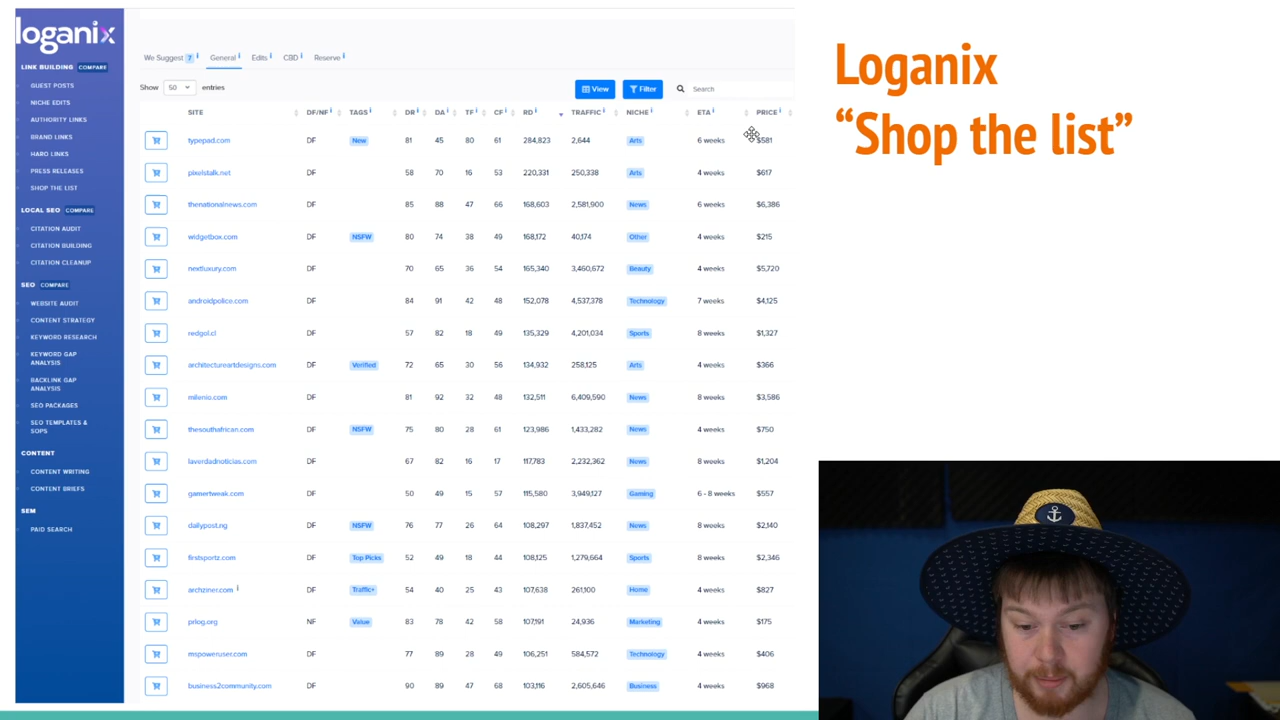 loganix
LINK BUILDING COMPARE
GUEST POSTS
NICHE EDITS
AUTHORITY LINKS
BRAND LINKS
HARO LINKS
PRESS RELEASES
SHOP THE LIST
LOCAL SEO COMPARE
CITATION AUDIT
CITATION BUILDING
CITATION CLEANUP
SEO COMPARE
WEBSITE AUDIT
CONTENT STRATEGY
KEYWORD RESEARCH
KEYWORD GAP
ANALYSIS
BACKLINK GAP
ANALYSIS
SEO PACKAGES
SEO TEMPLATES &
SOPS
CONTENT
CONTENT WRITING
CONTENT BRIEFS
SEM
PAID SEARCH
We Suggest 7 i General i Edits i CBD i Reserve i
Show 50 entries View Filter Search
SITE DF/NF i TAGS i DR i DA i TF i CF i RD i TRAFFIC i NICHE i ETA i PRICE i
typepad.com DF New 81 45 80 61 284,823 2,644 Arts 6 weeks $581
pixelstalk.net DF 58 70 16 53 220,331 250,338 Arts 4 weeks $617
thenationalnews.com DF 85 88 47 66 168,603 2,581,900 News 6 weeks $6,386
widgetbox.com DF NSFW 80 74 38 49 168,172 40,174 Other 4 weeks $215
nextluxury.com DF 70 65 36 54 165,340 3,460,672 Beauty 4 weeks $5,720
androidpolice.com DF 84 91 42 48 152,078 4,537,378 Technology 7 weeks $4,125
redgol.cl DF 57 82 18 49 135,329 4,201,034 Sports 4 weeks $1,327
architectureartdesigns.com DF Verified 72 65 30 56 134,932 258,125 Arts 4 weeks $366
milenio.com DF 81 92 32 48 132,511 6,409,590 News 8 weeks $3,586
thesouthafrican.com DF NSFW 75 80 28 61 123,986 1,433,282 News 4 weeks $750
laverdadnoticias.com DF 67 82 16 17 117,783 2,232,362 News 8 weeks $1,204
gamertweak.com DF 50 49 15 57 115,580 3,949,127 Gaming 6 - 8 weeks $557
dailypost.ng DF NSFW 76 77 26 64 108,297 1,837,452 News 8 weeks $2,140
firstsportz.com DF Top Picks 52 49 18 44 108,125 1,279,664 Sports 8 weeks $2,346
archziner.com i DF Traffic+ 54 40 25 43 107,638 261,100 Home 4 weeks $827
prlog.org NF Value 83 78 42 58 107,191 24,936 Marketing 4 weeks $175
mspoweruser.com DF 77 89 28 49 106,251 584,572 Technology 4 weeks $406
business2community.com DF 90 89 47 68 103,116 2,605,646 Business 4 weeks $968
Loganix
“Shop the list”